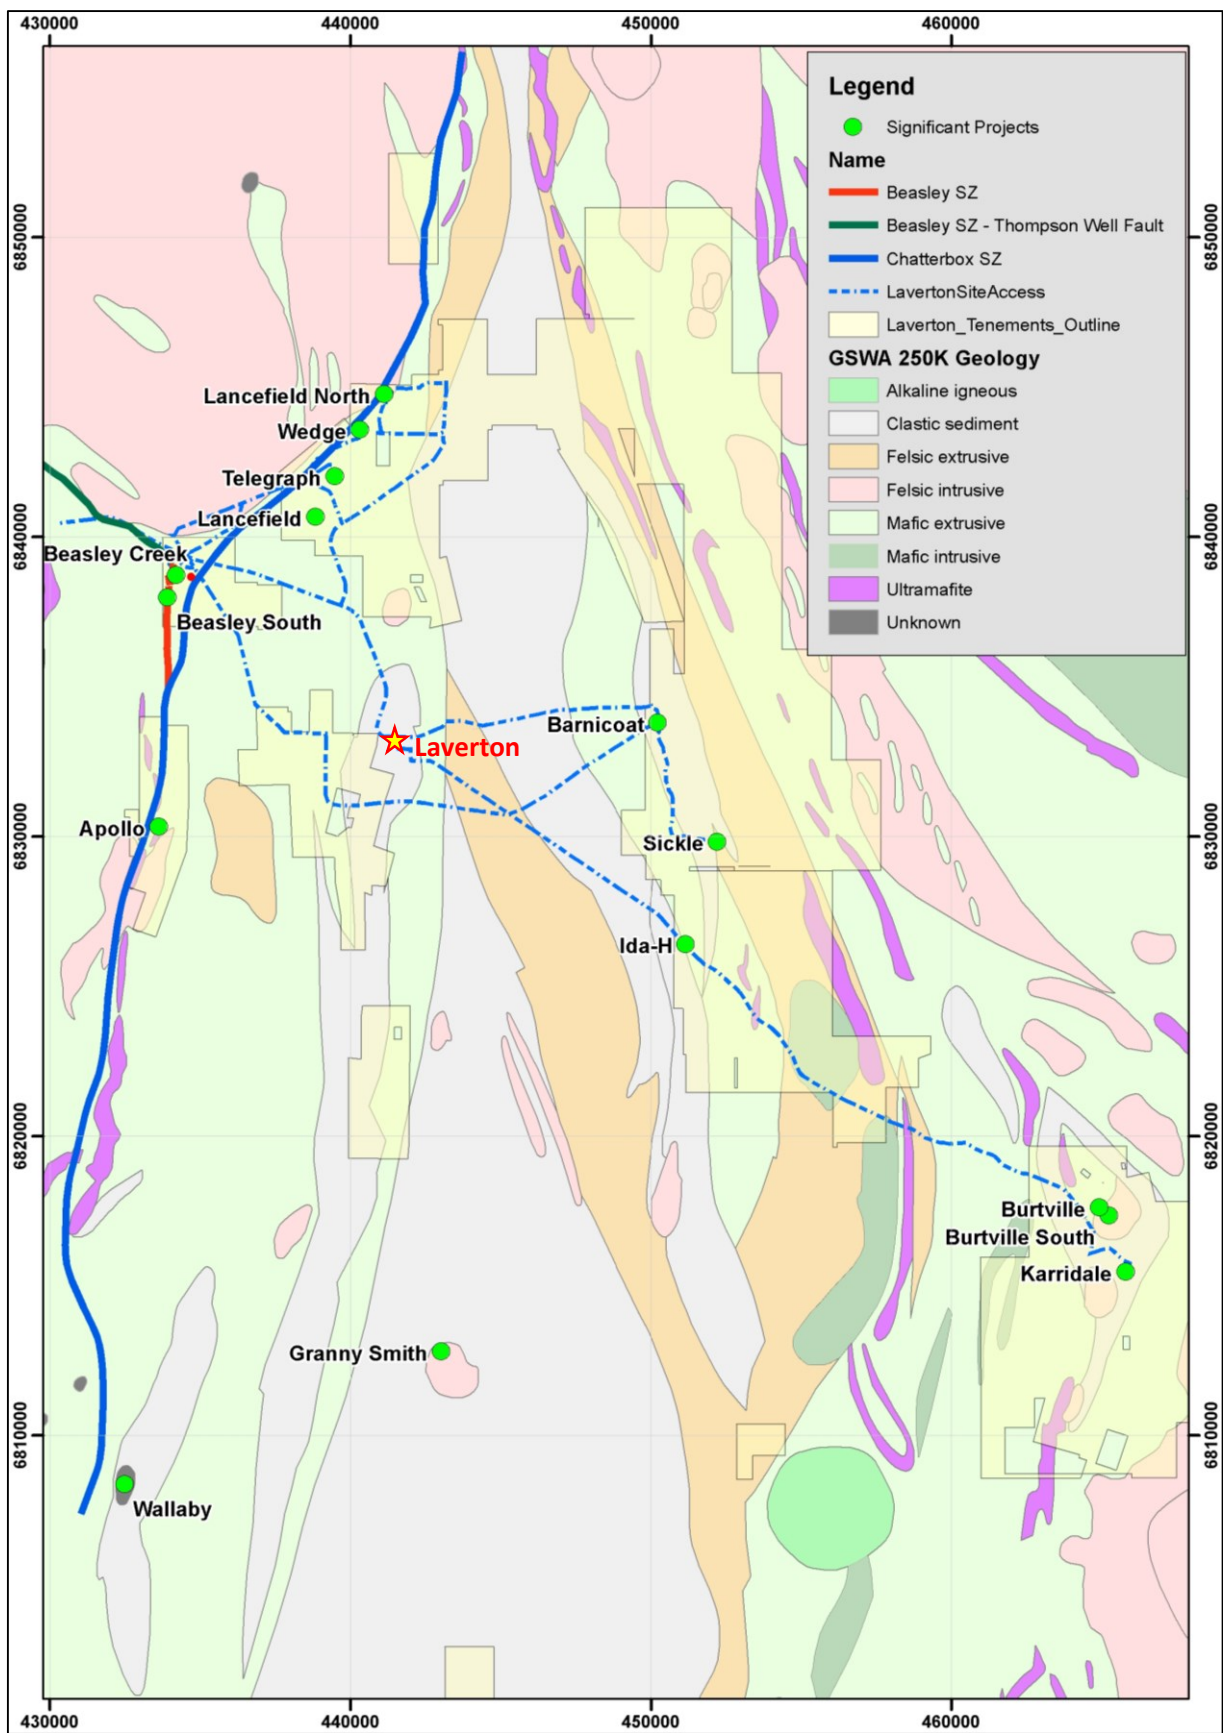 430000
440000
450000
460000
6850000
6840000
6830000
6820000
6810000
6850000
6840000
6830000
6820000
6810000
Legend
Significant Projects
Name
Beasley SZ
Beasley SZ - Thompson Well Fault
Chatterbox SZ
LavertonSiteAccess
Laverton_Tenements_Outline
GSWA 250K Geology
Alkaline igneous
Clastic sediment
Felsic extrusive
Felsic intrusive
Mafic extrusive
Mafic intrusive
Ultramafite
Unknown
Lancefield North
Wedge
Telegraph
Lancefield
Beasley Creek
Beasley South
Barnicoat
Laverton
Apollo
Sickle
Ida-H
Burtville
Burtville South
Karridale
Granny Smith
Wallaby
430000
440000
450000
460000